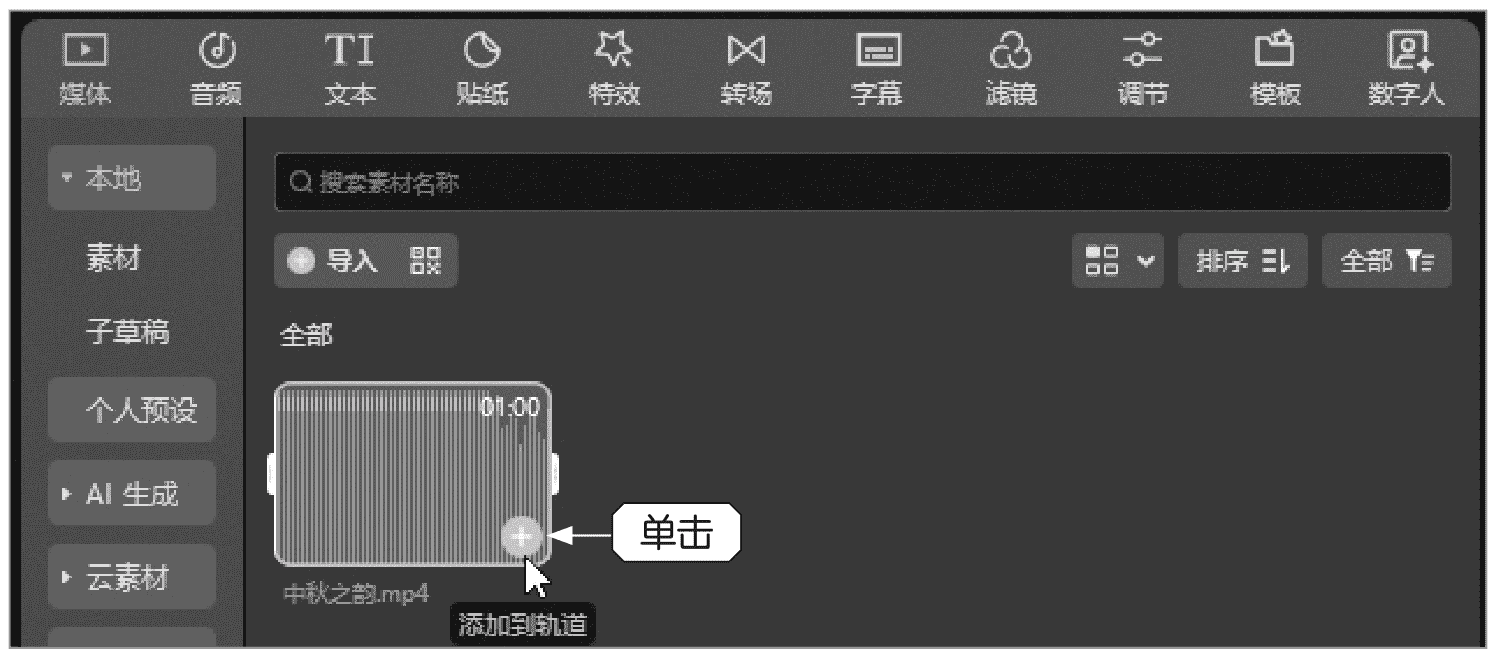 媒体 音频 文本 贴纸 特效 转场 字幕 滤镜 调节 模板 数字人
本地
搜索素材名称
素材
导入
排序
全部
子草稿
全部
个人预设
01:00
AI 生成
单击
云素材
中秋之韵.mp4
添加到轨道